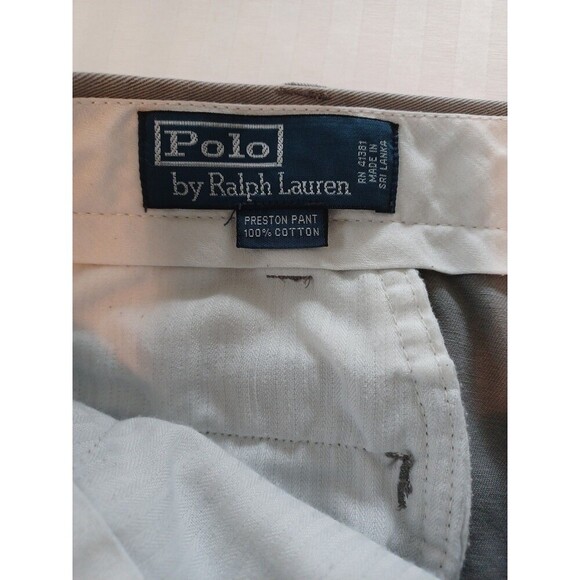 Polo
by Ralph Lauren
RN 41381
MADE IN
SRI LANKA
PRESTON PANT
100% COTTON